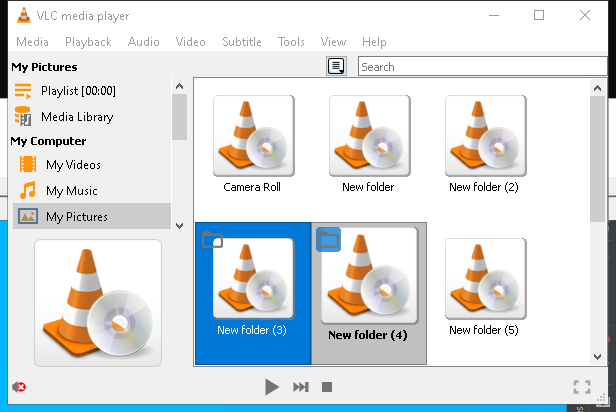 VLC media player
Media Playback Audio Video Subtitle Tools View Help
My Pictures
Search
Playlist [00:00]
Media Library
My Computer
My Videos
My Music
My Pictures
Camera Roll
New folder
New folder (2)
New folder (3)
New folder (4)
New folder (5)